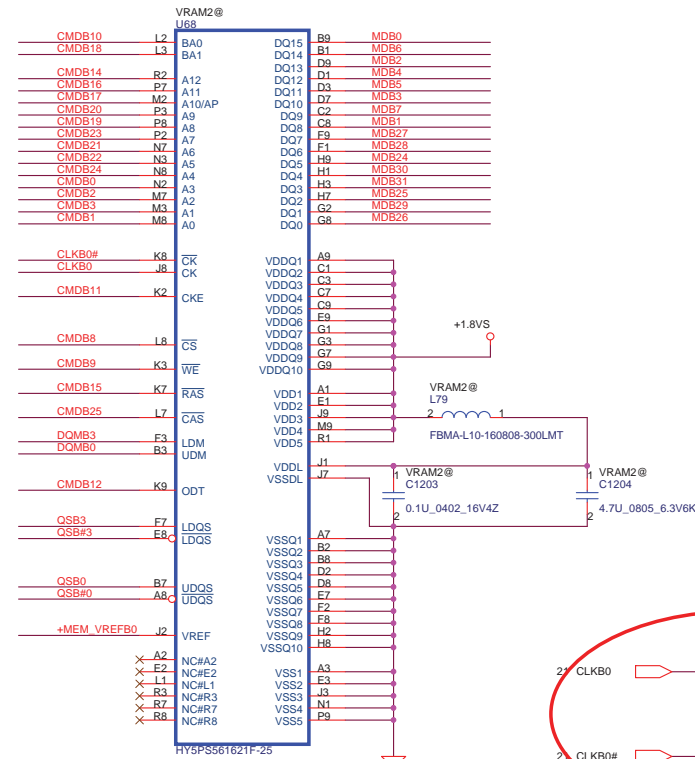 VRAM2@
U68
CMDB10 L2 BA0 DQ15 B9 MDB0
CMDB18 L3 BA1 DQ14 B1 MDB6
DQ13 D9 MDB2
CMDB14 R2 A12 DQ12 D1 MDB4
CMDB16 P7 A11 DQ11 D3 MDB5
CMDB17 M2 A10/AP DQ10 D7 MDB3
CMDB20 P3 A9 DQ9 C2 MDB7
CMDB19 P8 A8 DQ8 C8 MDB1
CMDB23 P2 A7 DQ7 F9 MDB27
CMDB21 N7 A6 DQ6 F1 MDB28
CMDB22 N3 A5 DQ5 H9 MDB24
CMDB24 N8 A4 DQ4 H1 MDB30
CMDB0 N2 A3 DQ3 H3 MDB31
CMDB2 M7 A2 DQ2 H7 MDB25
CMDB3 M3 A1 DQ1 G2 MDB29
CMDB1 M8 A0 DQ0 G8 MDB26
CLKB0# K8 CK VDDQ1 A9
CLKB0 J8 CK VDDQ2 C1
VDDQ3 C3
CMDB11 K2 CKE VDDQ4 C7
VDDQ5 C9
VDDQ6 E9
VDDQ7 G1
+1.8VS
CMDB8 L8 CS VDDQ8 G3
VDDQ9 G7
CMDB9 K3 WE VDDQ10 G9
CMDB15 K7 RAS VDD1 A1
VRAM2@
L79
VDD2 E1
CMDB25 L7 CAS VDD3 J9 2 1
VDD4 M9
DQMB3 F3 LDM VDD5 R1 FBMA-L10-160808-300LMT
DQMB0 B3 UDM
VDDL J1
VSSDL J7
1 VRAM2@
C1203
0.1U_0402_16V4Z
2
1 VRAM2@
C1204
4.7U_0805_6.3V6K
2
CMDB12 K9 ODT
QSB3 F7 LDQS VSSQ1 A7
QSB#3 E8 LDQS VSSQ2 B2
VSSQ3 B8
VSSQ4 D2
QSB0 B7 UDQS VSSQ5 D8
QSB#0 A8 UDQS VSSQ6 E7
VSSQ7 F2
VSSQ8 F8
+MEM_VREFB0 J2 VREF VSSQ9 H2
VSSQ10 H8
A2 NC#A2
E2 NC#E2 VSS1 A3
L1 NC#L1 VSS2 E3
R3 NC#R3 VSS3 J3
R7 NC#R7 VSS4 N1
R8 NC#R8 VSS5 P9
HY5PS561621F-25
CLKB0
CLKB0#